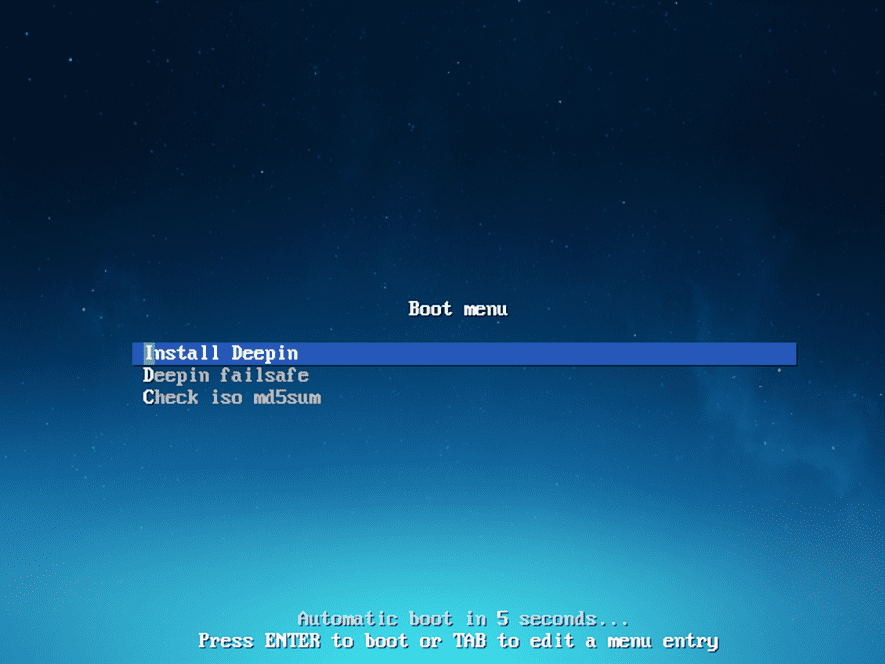 Boot menu
Install Deepin
Deepin failsafe
Check iso md5sum
Automatic boot in 5 seconds...
Press ENTER to boot or TAB to edit a menu entry